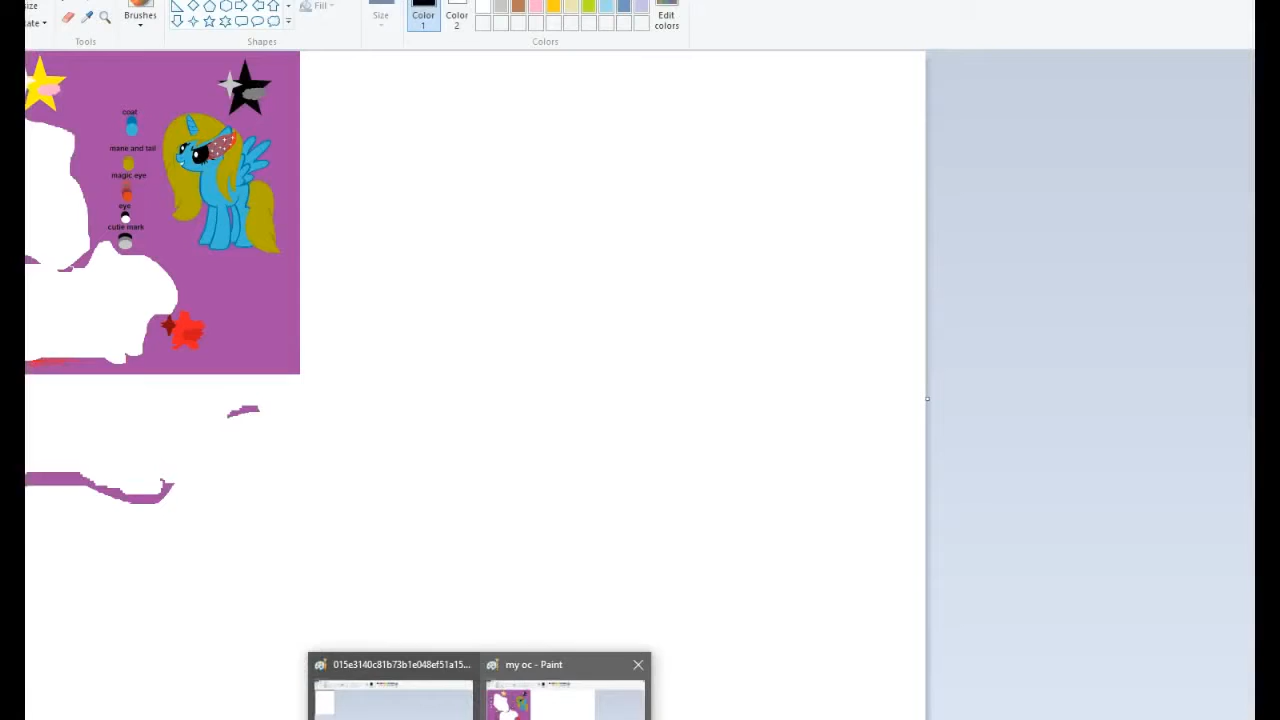 ize
Brushes
Fill
Size
Color
1
Color
2
Edit
colors
ate
Tools
Shapes
Colors
coat
mane and tail
magic eye
eye
cutie mark
015e3140c81b73b1e048ef51a15...
my oc - Paint